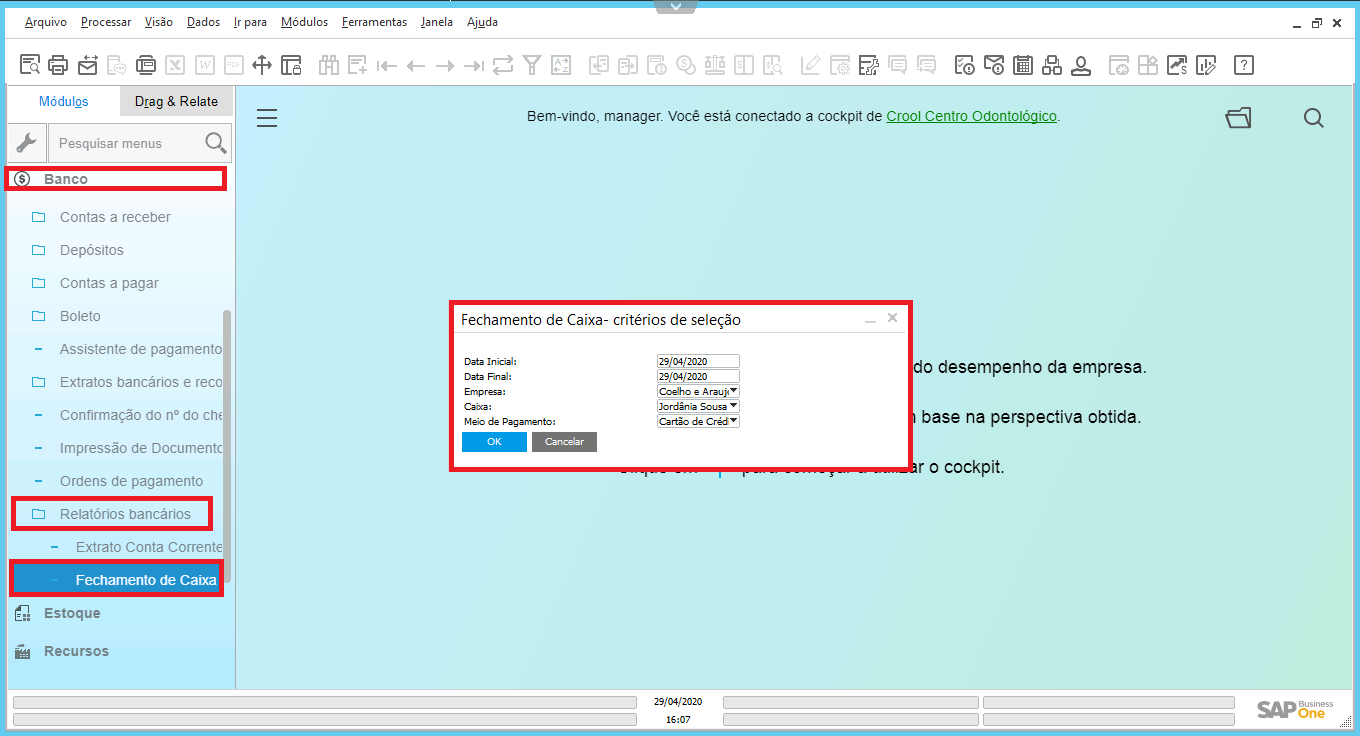 Arquivo Processar Visão Dados Ir para Módulos Ferramentas Janela Ajuda
Módulos Drag & Relate
Pesquisar menus
Bem-vindo, manager. Você está conectado a cockpit de Crool Centro Odontológico.
Banco
Contas a receber
Depósitos
Contas a pagar
Boleto
Assistente de pagamento
Extratos bancários e reco
Confirmação do nº do che
Impressão de Documento
Ordens de pagamento
Relatórios bancários
Extrato Conta Corrente
Fechamento de Caixa
Estoque
Recursos
Fechamento de Caixa- critérios de seleção
Data Inicial: 29/04/2020
Data Final: 29/04/2020
Empresa: Coelho e Arauj
Caixa: Jordânia Sousa
Meio de Pagamento: Cartão de Créd
OK Cancelar
do desempenho da empresa.
base na perspectiva obtida.
o cockpit.
29/04/2020
16:07
SAP Business One